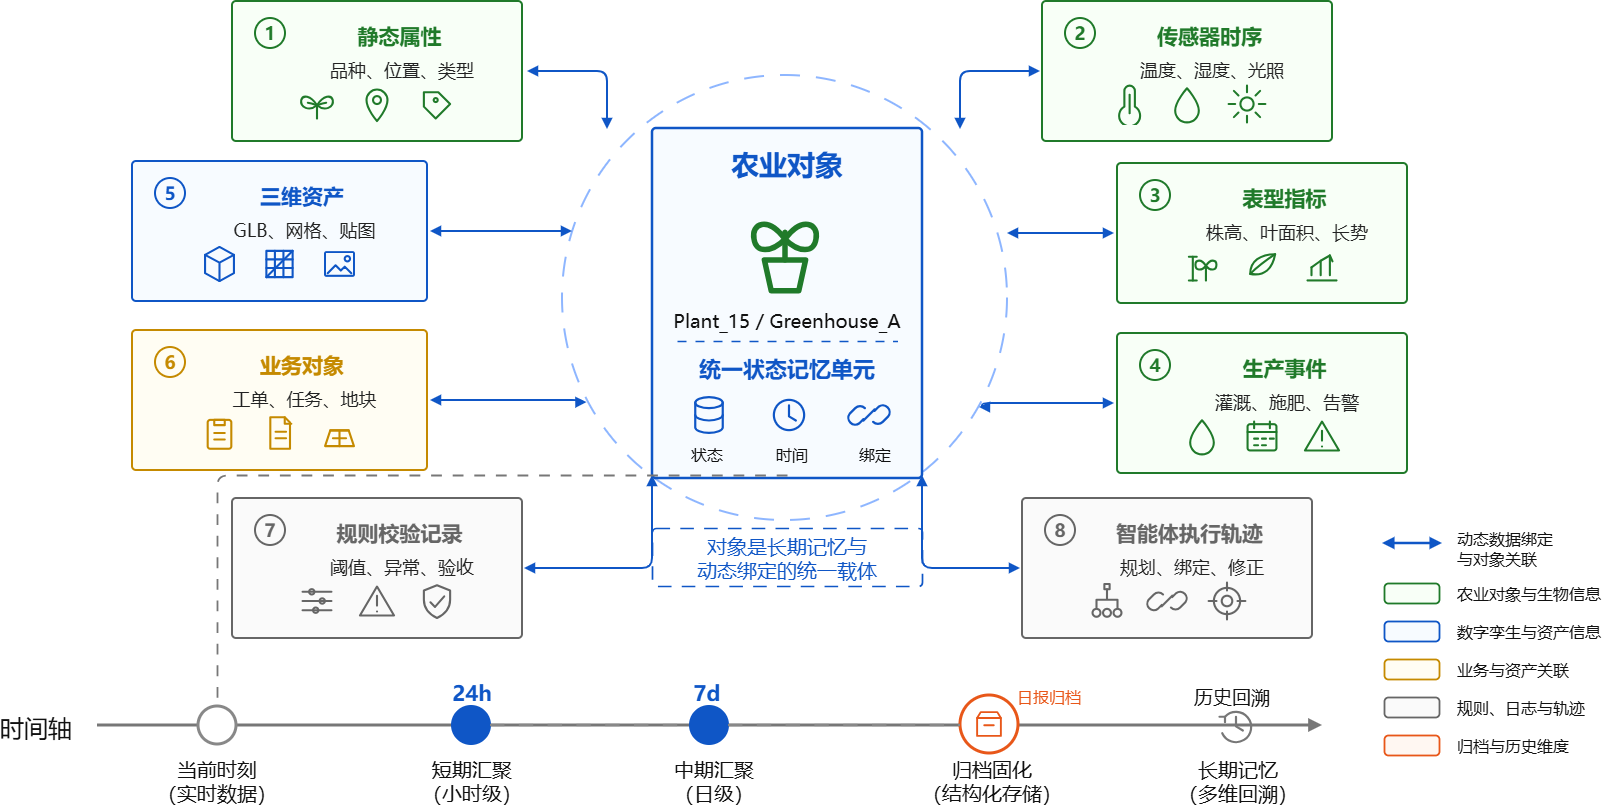 1
静态属性
品种、位置、类型
2
传感器时序
温度、湿度、光照
5
三维资产
GLB、网格、贴图
农业对象
Plant_15 / Greenhouse_A
统一状态记忆单元
状态
时间
绑定
3
表型指标
株高、叶面积、长势
6
业务对象
工单、任务、地块
4
生产事件
灌溉、施肥、告警
7
规则校验记录
阈值、异常、验收
对象是长期记忆与
动态绑定的统一载体
8
智能体执行轨迹
规划、绑定、修正
动态数据绑定
与对象关联
农业对象与生物信息
数字孪生与资产信息
业务与资产关联
规则、日志与轨迹
归档与历史维度
时间轴
24h
7d
日报归档
历史回溯
当前时刻
(实时数据)
短期汇聚
(小时级)
中期汇聚
(日级)
归档固化
(结构化存储)
长期记忆
(多维回溯)